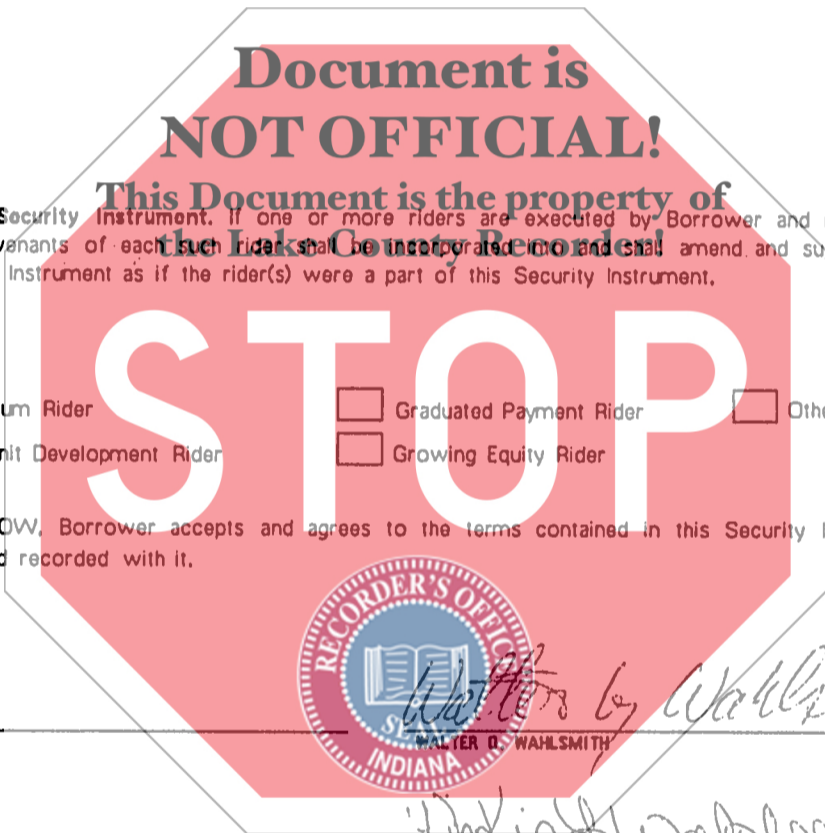 Document is
NOT OFFICIAL!
This Document is the property of
the Lake County Recorder!
Security Instrument. If one or more riders are executed by Borrower and
venants of each such rider shall be incorporated into and shall amend and su
Instrument as if the rider(s) were a part of this Security Instrument.
STOP
um Rider Graduated Payment Rider Othe
nit Development Rider Growing Equity Rider
OW, Borrower accepts and agrees to the terms contained in this Security I
d recorded with it.
RECORDER'S OFFICE
SEAL
INDIANA
by Wahls
WALTER D. WAHLSMITH